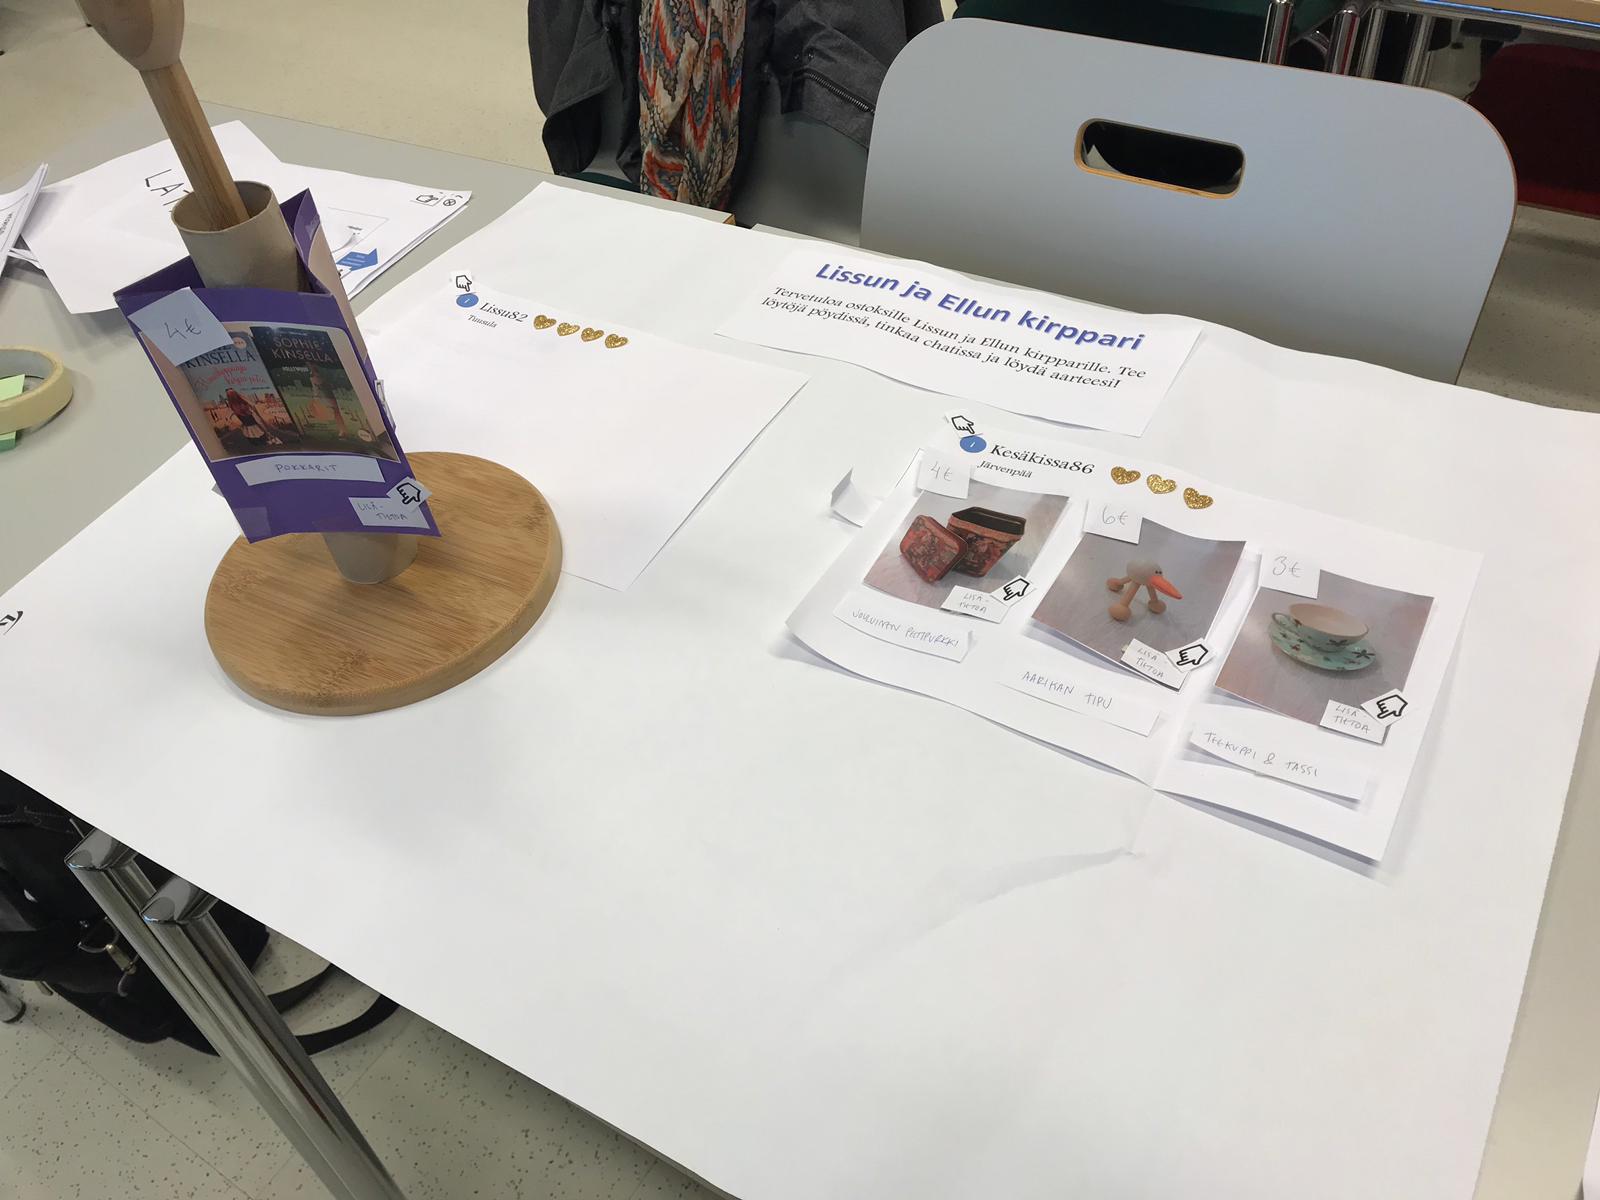 Lissun ja Ellun kirppari
Tervetuloa ostoksille Lissun ja Ellun kirpparille. Tee
löytöjä pöydissä, tinkaa chatissa ja löydä aarteesi!
Lissu82
Tuusula
4€
KINSELLA
SOPHIE
KINSELLA
POKKARIT
LISÄ-
TIETOA
Kesäkissa86
Järvenpää
4€
LISÄ-
TIETOA
JOULUINEN PELTIPURKKI
6€
LISÄ-
TIETOA
AARIKAN TIPU
3€
LISÄ-
TIETOA
TEEKUPPI & TASSI